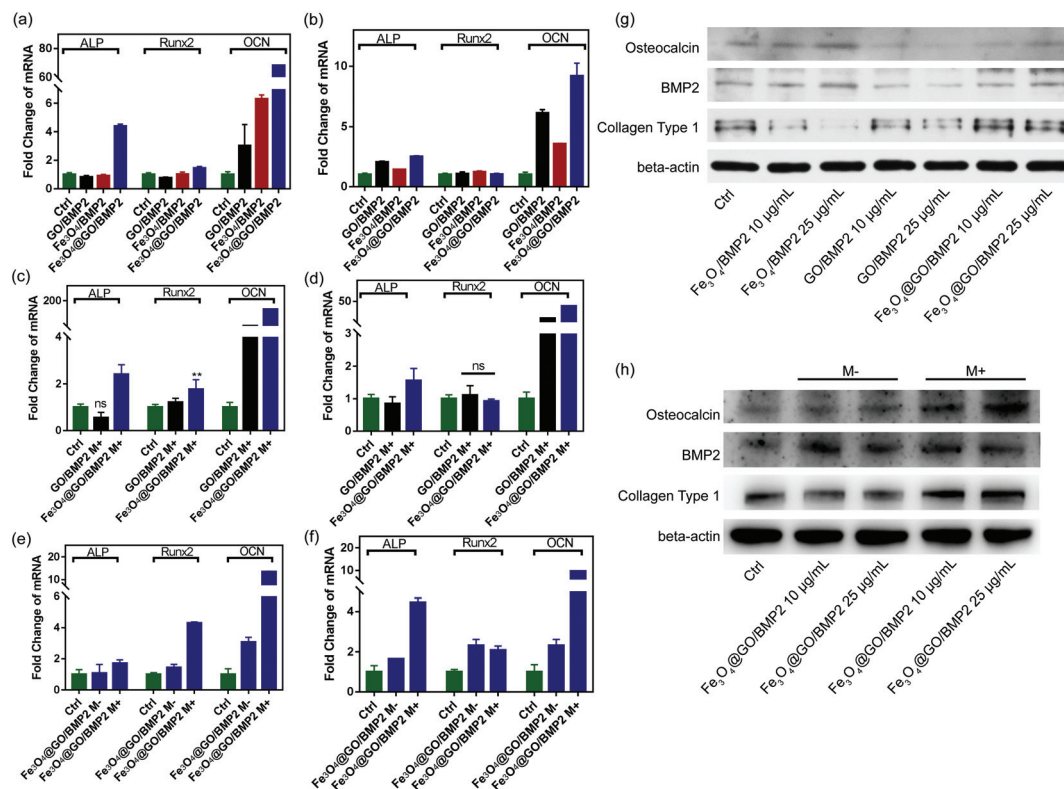 (a)
ALP Runx2 OCN
Fold Change of mRNA
80
60
6
4
2
0
Ctrl
GO/BMP2
Fe₃O₄/BMP2
Fe₃O₄@GO/BMP2
Ctrl
GO/BMP2
Fe₃O₄/BMP2
Fe₃O₄@GO/BMP2
Ctrl
GO/BMP2
Fe₃O₄/BMP2
Fe₃O₄@GO/BMP2
(b)
ALP Runx2 OCN
Fold Change of mRNA
10
5
0
Ctrl
GO/BMP2
Fe₃O₄/BMP2
Fe₃O₄@GO/BMP2
Ctrl
GO/BMP2
Fe₃O₄/BMP2
Fe₃O₄@GO/BMP2
Ctrl
GO/BMP2
Fe₃O₄/BMP2
Fe₃O₄@GO/BMP2
(c)
ALP Runx2 OCN
Fold Change of mRNA
200
4
2
0
ns
**
Ctrl
GO/BMP2 M+
Fe₃O₄@GO/BMP2 M+
Ctrl
GO/BMP2 M+
Fe₃O₄@GO/BMP2 M+
Ctrl
GO/BMP2 M+
Fe₃O₄@GO/BMP2 M+
(d)
ALP Runx2 OCN
Fold Change of mRNA
50
3
2
1
0
ns
Ctrl
GO/BMP2 M+
Fe₃O₄@GO/BMP2 M+
Ctrl
GO/BMP2 M+
Fe₃O₄@GO/BMP2 M+
Ctrl
GO/BMP2 M+
Fe₃O₄@GO/BMP2 M+
(e)
ALP Runx2 OCN
Fold Change of mRNA
20
15
10
6
4
2
0
Ctrl
Fe₃O₄@GO/BMP2 M-
Fe₃O₄@GO/BMP2 M+
Ctrl
Fe₃O₄@GO/BMP2 M-
Fe₃O₄@GO/BMP2 M+
Ctrl
Fe₃O₄@GO/BMP2 M-
Fe₃O₄@GO/BMP2 M+
(f)
ALP Runx2 OCN
Fold Change of mRNA
20
15
10
6
4
2
0
Ctrl
Fe₃O₄@GO/BMP2 M-
Fe₃O₄@GO/BMP2 M+
Ctrl
Fe₃O₄@GO/BMP2 M-
Fe₃O₄@GO/BMP2 M+
Ctrl
Fe₃O₄@GO/BMP2 M-
Fe₃O₄@GO/BMP2 M+
(g)
Osteocalcin
BMP2
Collagen Type 1
beta-actin
Ctrl
Fe₃O₄/BMP2 10 µg/mL
Fe₃O₄/BMP2 25 µg/mL
GO/BMP2 10 µg/mL
GO/BMP2 25 µg/mL
Fe₃O₄@GO/BMP2 10 µg/mL
Fe₃O₄@GO/BMP2 25 µg/mL
(h)
M- M+
Osteocalcin
BMP2
Collagen Type 1
beta-actin
Ctrl
Fe₃O₄@GO/BMP2 10 µg/mL
Fe₃O₄@GO/BMP2 25 µg/mL
Fe₃O₄@GO/BMP2 10 µg/mL
Fe₃O₄@GO/BMP2 25 µg/mL